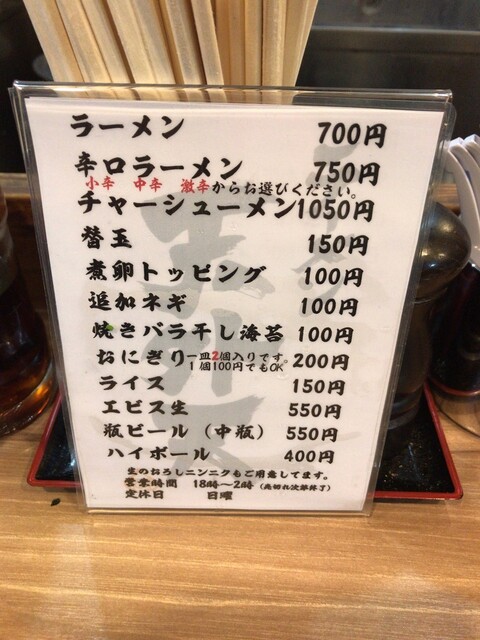 ラーメン 700円
辛口ラーメン 750円
小辛 中辛 激辛からお選びください。
チャーシューメン1050円
替玉 150円
煮卵トッピング 100円
追加ネギ 100円
焼きバラ干し海苔 100円
おにぎり一皿2個入りです。200円
1個100円でもOK
ライス 150円
エビス生 550円
瓶ビール(中瓶) 550円
ハイボール 400円
生のおろしニンニクもご用意してます。
営業時間 18時〜2時(売切れ次第終了)
定休日 日曜